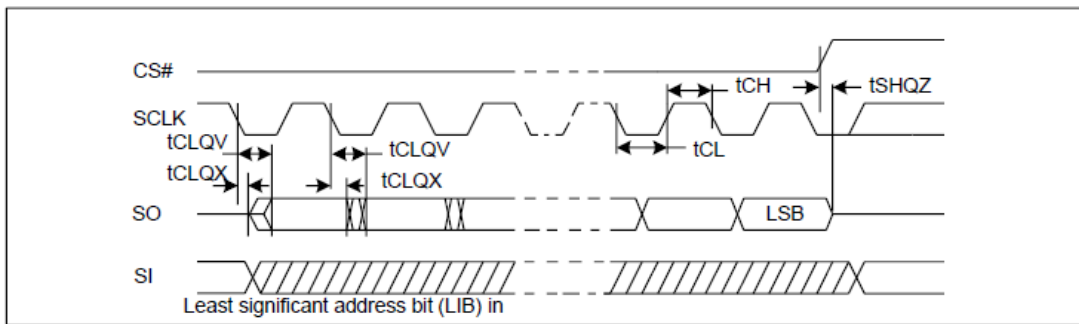 CS#
tCH
tSHQZ
SCLK
tCLQV
tCLQV
tCL
tCLQX
tCLQX
SO
LSB
SI
Least significant address bit (LIB) in